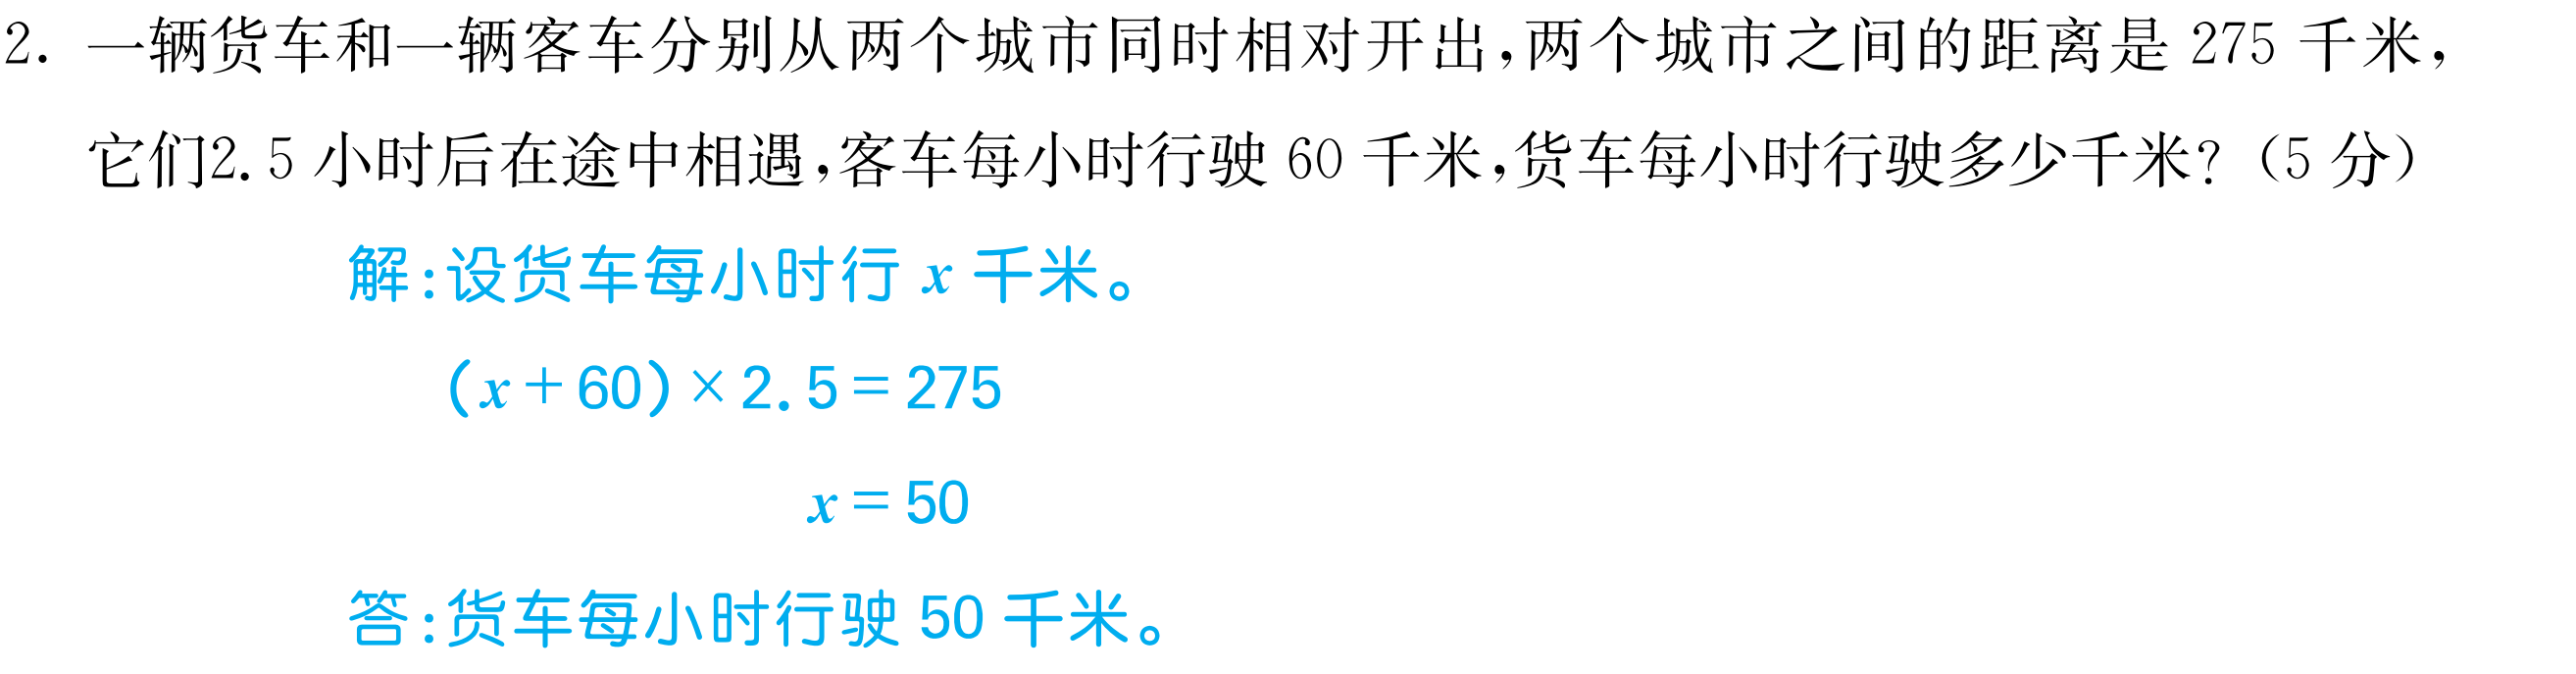 2. 一辆货车和一辆客车分别从两个城市同时相对开出,两个城市之间的距离是 275 千米,
它们2.5 小时后在途中相遇,客车每小时行驶 60 千米,货车每小时行驶多少千米?(5 分)
解:设货车每小时行 x 千米。
(x+60)×2.5=275
x=50
答:货车每小时行驶 50 千米。